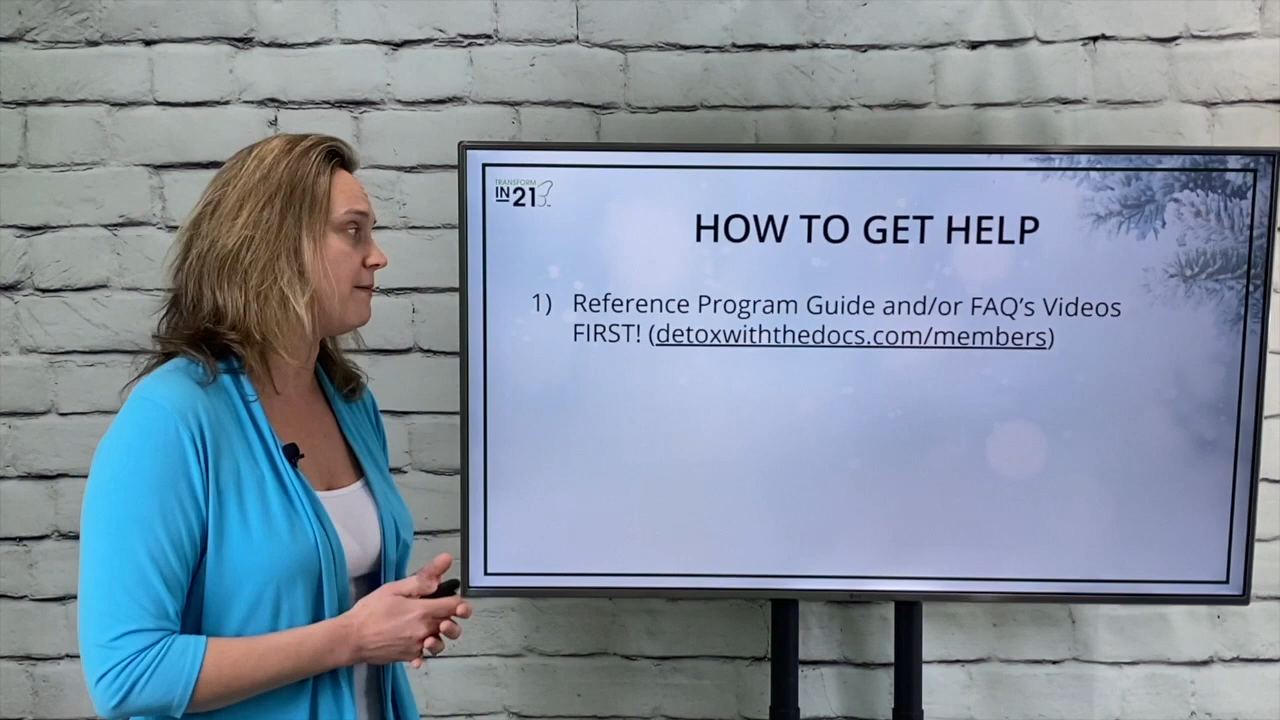 TRANSFORM
IN 21
HOW TO GET HELP
1) Reference Program Guide and/or FAQ's Videos
FIRST! (detoxwiththedocs.com/members)